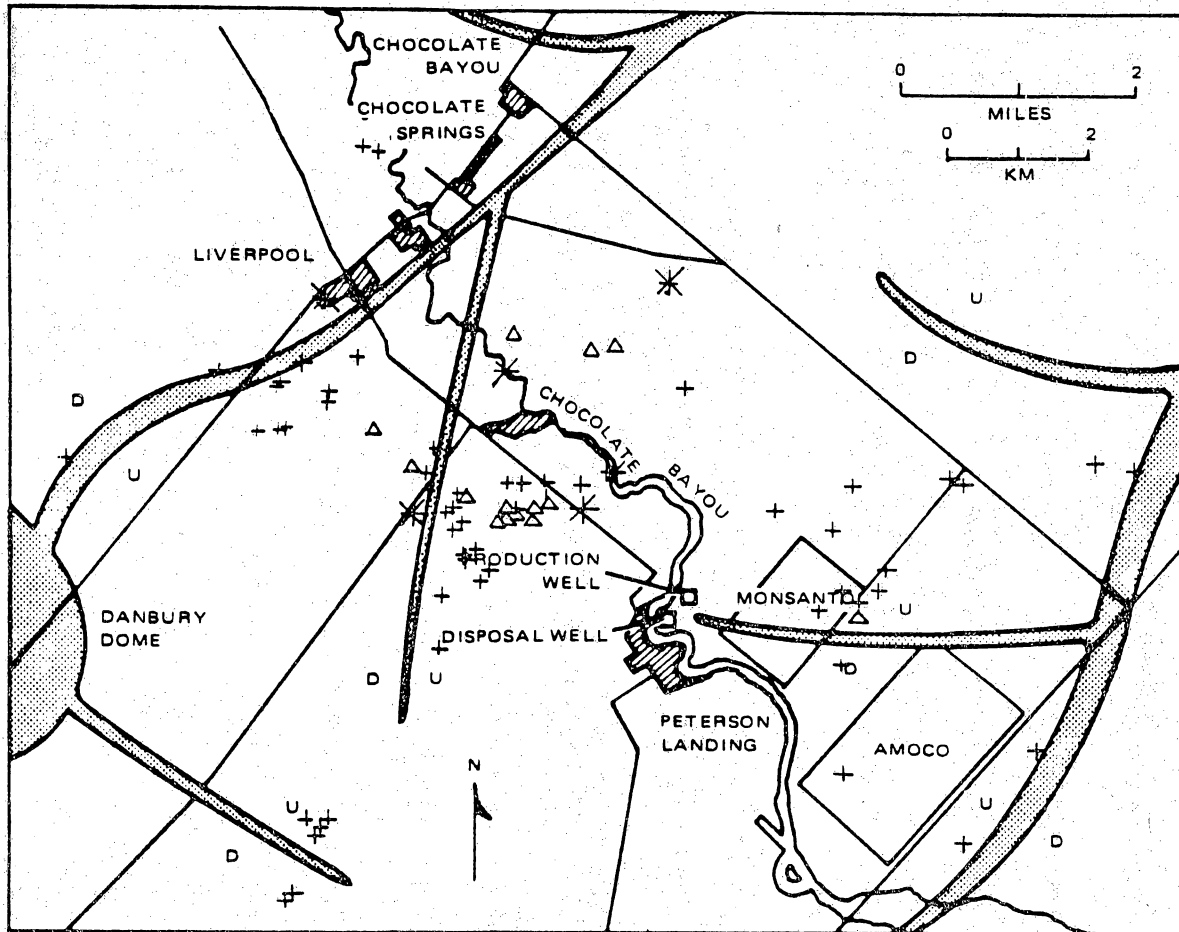 CHOCOLATE
BAYOU
0 2
MILES
CHOCOLATE
SPRINGS
0 2
KM
LIVERPOOL
U
D
D
U
CHOCOLATE BAYOU
PRODUCTION
WELL
MONSANTO
U
DANBURY
DOME
DISPOSAL WELL
D
D U
PETERSON
LANDING
AMOCO
N
U
U
D
D